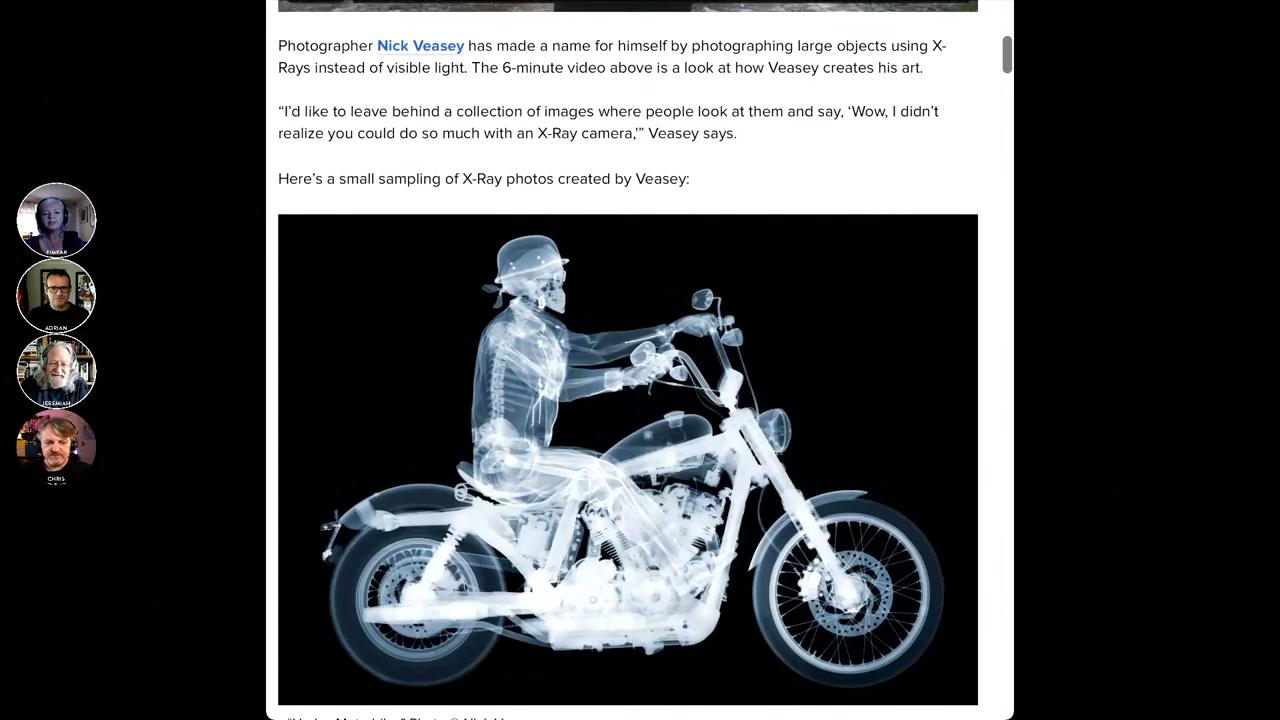 Photographer Nick Veasey has made a name for himself by photographing large objects using X-
Rays instead of visible light. The 6-minute video above is a look at how Veasey creates his art.
“I’d like to leave behind a collection of images where people look at them and say, ‘Wow, I didn’t
realize you could do so much with an X-Ray camera,’” Veasey says.
Here’s a small sampling of X-Ray photos created by Veasey:
ADRIAN
JEREMIAH
CHRIS